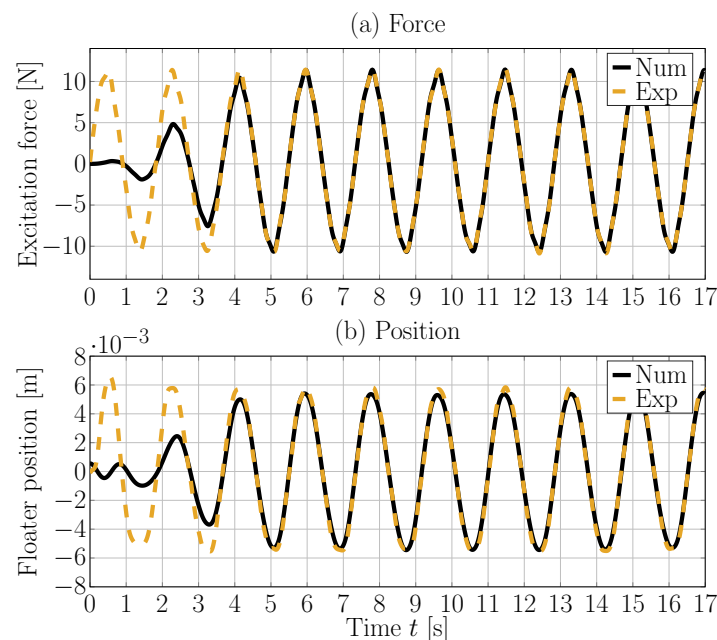 (a) Force
Excitation force [N]
10
5
0
−5
−10
Num
Exp
0 1 2 3 4 5 6 7 8 9 10 11 12 13 14 15 16 17
(b) Position
·10−3
Floater position [m]
8
6
4
2
0
−2
−4
−6
−8
Num
Exp
0 1 2 3 4 5 6 7 8 9 10 11 12 13 14 15 16 17
Time t [s]